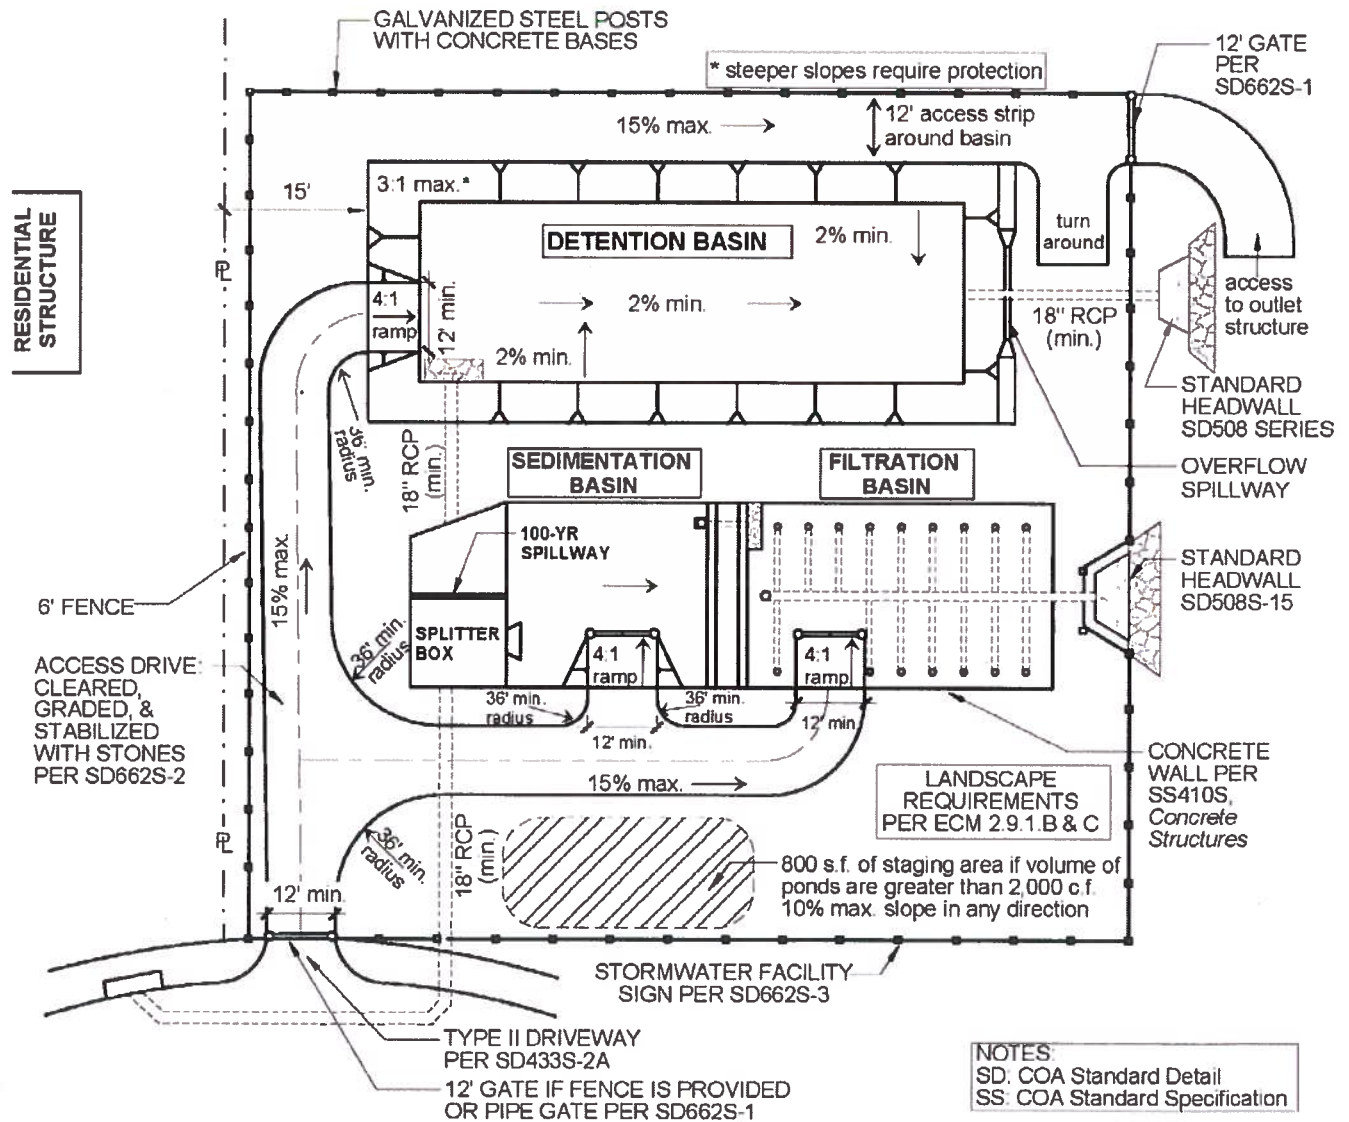 GALVANIZED STEEL POSTS
WITH CONCRETE BASES
* steeper slopes require protection
12' GATE
PER
SD662S-1
15% max.
12' access strip
around basin
RESIDENTIAL
STRUCTURE
15'
3:1 max.*
DETENTION BASIN
2% min.
turn
around
PL
4:1
ramp
12' min.
2% min.
2% min.
18" RCP
(min.)
access
to outlet
structure
STANDARD
HEADWALL
SD508 SERIES
36' min.
radius
18" RCP
(min.)
SEDIMENTATION
BASIN
FILTRATION
BASIN
OVERFLOW
SPILLWAY
100-YR
SPILLWAY
15% max.
STANDARD
HEADWALL
SD508S-15
6' FENCE
SPLITTER
BOX
36' min.
radius
4:1
ramp
4:1
ramp
ACCESS DRIVE:
CLEARED,
GRADED, &
STABILIZED
WITH STONES
PER SD662S-2
36' min.
radius
36' min.
radius
12' min.
12' min.
CONCRETE
WALL PER
SS410S,
Concrete
Structures
15% max.
LANDSCAPE
REQUIREMENTS
PER ECM 2.9.1.B & C
PL
36' min.
radius
18" RCP
(min.)
800 s.f. of staging area if volume of
ponds are greater than 2,000 c.f.
10% max. slope in any direction
12' min.
STORMWATER FACILITY
SIGN PER SD662S-3
TYPE II DRIVEWAY
PER SD433S-2A
12' GATE IF FENCE IS PROVIDED
OR PIPE GATE PER SD662S-1
NOTES:
SD: COA Standard Detail
SS: COA Standard Specification